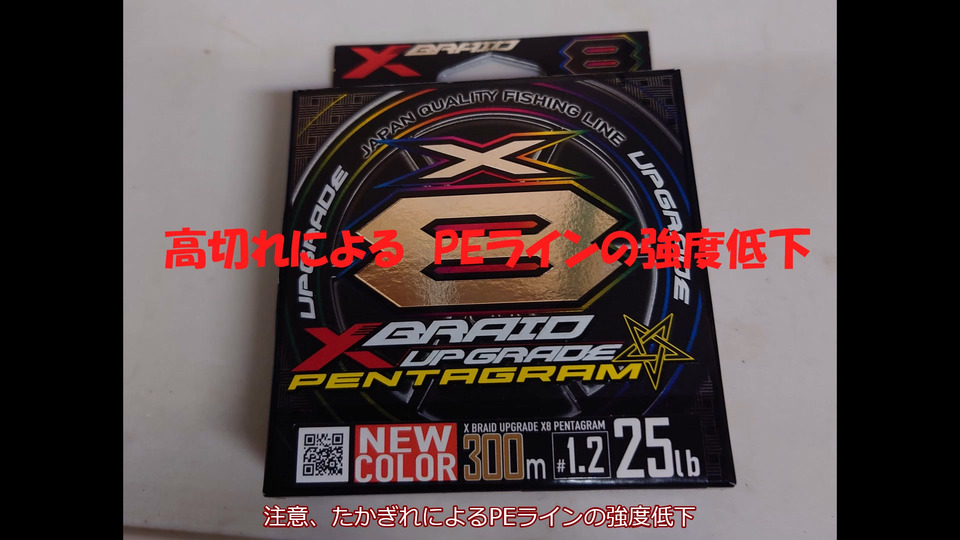 X BRAID 8
JAPAN QUALITY FISHING LINE
UPGRADE
UPGRADE
X
8
高切れによる PEラインの強度低下
X BRAID
UPGRADE
PENTAGRAM
NEW
COLOR
X BRAID UPGRADE X8 PENTAGRAM
300m
#1.2
25lb
注意、たかぎれによるPEラインの強度低下